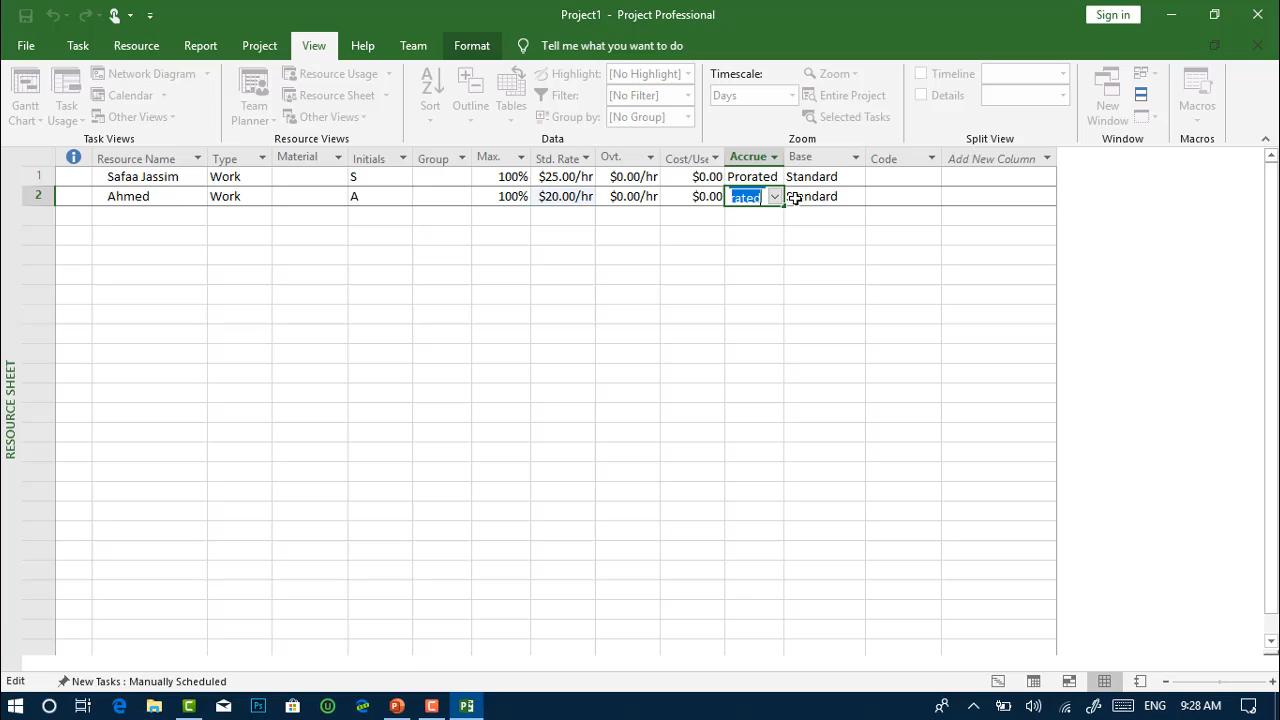 Project1 - Project Professional
Sign in
File Task Resource Report Project View Help Team Format Tell me what you want to do
Gantt Chart
Task Usage
Network Diagram
Calendar
Other Views
Task Views
Team Planner
Resource Usage
Resource Sheet
Other Views
Resource Views
Sort
Outline
Tables
Highlight: [No Highlight]
Filter: [No Filter]
Group by: [No Group]
Data
Timescale:
Days
Zoom
Entire Project
Selected Tasks
Zoom
Timeline
Details
Split View
New Window
Window
Macros
Macros
Resource Name Type Material Initials Group Max. Std. Rate Ovt. Cost/Use Accrue Base Code Add New Column
1 Safaa Jassim Work S 100% $25.00/hr $0.00/hr $0.00 Prorated Standard
2 Ahmed Work A 100% $20.00/hr $0.00/hr $0.00 rated Standard
RESOURCE SHEET
Edit New Tasks : Manually Scheduled
ENG 9:28 AM